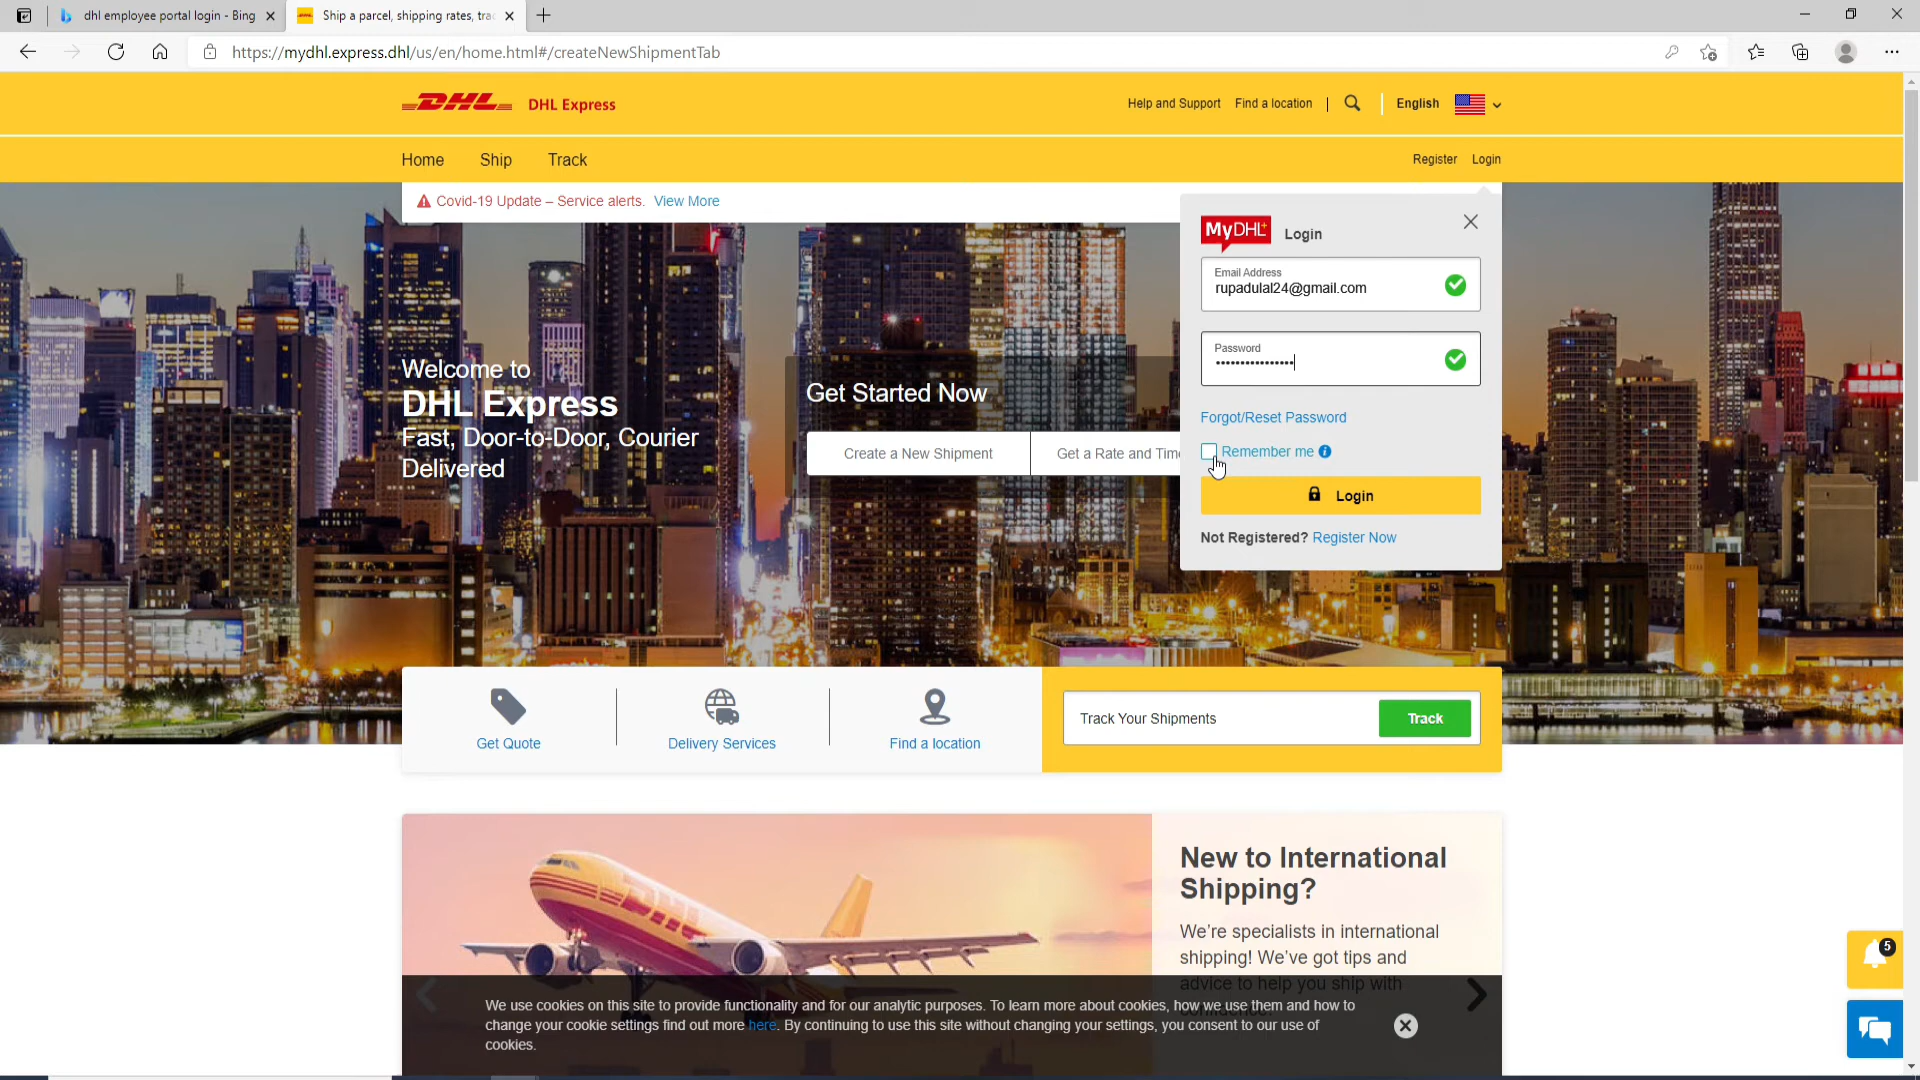 dhl employee portal login - Bing
Ship a parcel, shipping rates, tra
https://mydhl.express.dhl/us/en/home.html#/createNewShipmentTab
DHL DHL Express
Help and Support Find a location English
Home Ship Track
Register Login
Covid-19 Update – Service alerts. View More
MyDHL+ Login
Email Address
rupadulal24@gmail.com
Password
••••••••••••••••
Forgot/Reset Password
Remember me
Login
Not Registered? Register Now
Welcome to
DHL Express
Fast, Door-to-Door, Courier
Delivered
Get Started Now
Create a New Shipment
Get a Rate and Time
Get Quote
Delivery Services
Find a location
Track Your Shipments
Track
New to International
Shipping?
We're specialists in international
shipping! We've got tips and
advice to help you ship with
We use cookies on this site to provide functionality and for our analytic purposes. To learn more about cookies, how we use them and how to
change your cookie settings find out more here. By continuing to use this site without changing your settings, you consent to our use of
cookies.
5